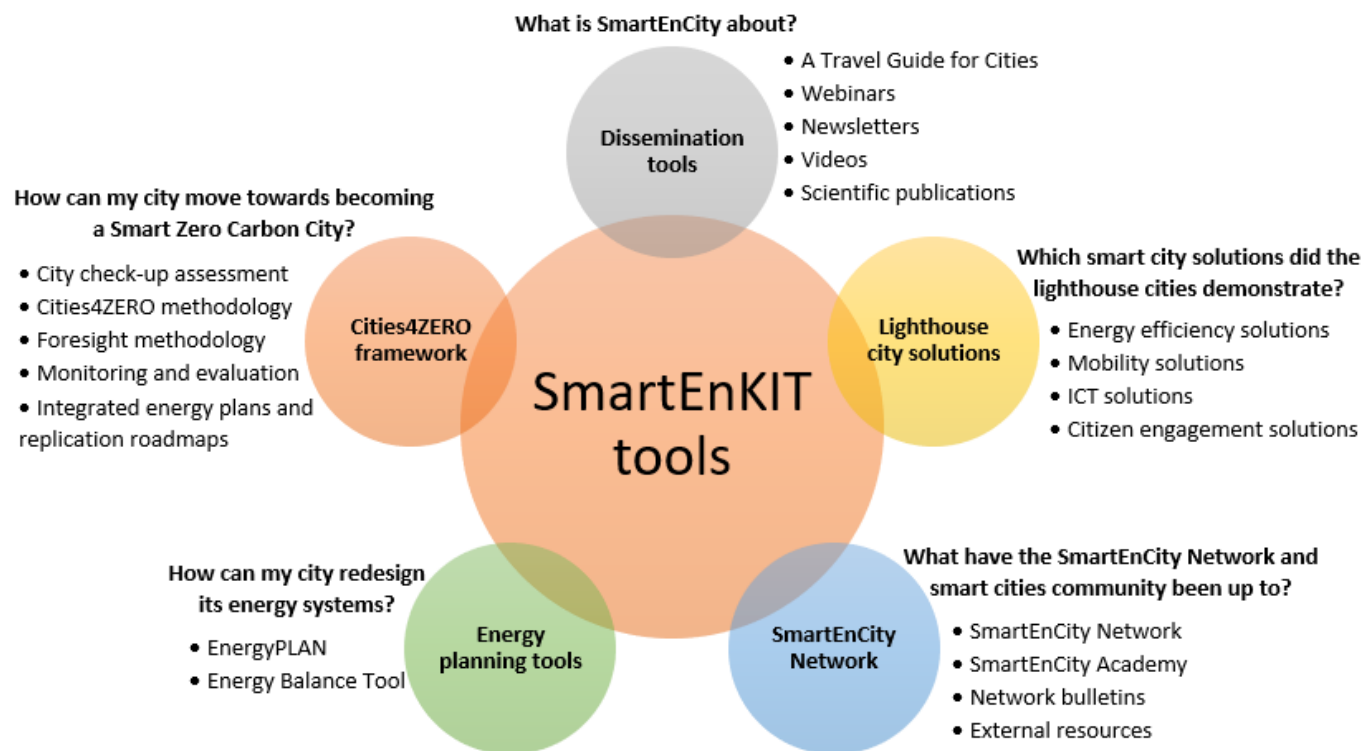 What is SmartEnCity about?
• A Travel Guide for Cities
• Webinars
• Newsletters
• Videos
• Scientific publications
Dissemination
tools
How can my city move towards becoming
a Smart Zero Carbon City?
• City check-up assessment
• Cities4ZERO methodology
• Foresight methodology
• Monitoring and evaluation
• Integrated energy plans and
replication roadmaps
Cities4ZERO
framework
Which smart city solutions did the
lighthouse cities demonstrate?
• Energy efficiency solutions
• Mobility solutions
• ICT solutions
• Citizen engagement solutions
Lighthouse
city solutions
SmartEnKIT
tools
How can my city redesign
its energy systems?
• EnergyPLAN
• Energy Balance Tool
Energy
planning tools
What have the SmartEnCity Network and
smart cities community been up to?
• SmartEnCity Network
• SmartEnCity Academy
• Network bulletins
• External resources
SmartEnCity
Network